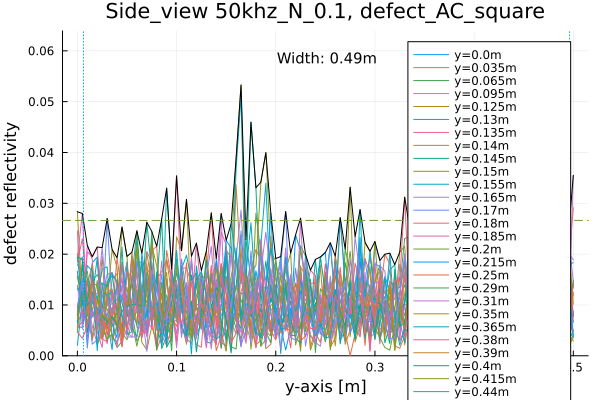 Side_view 50khz_N_0.1, defect_AC_square
Width: 0.49m
defect reflectivity
0.06
0.05
0.04
0.03
0.02
0.01
0.00
0.0
0.1
0.2
0.3
.5
y-axis [m]
y=0.0m
y=0.035m
y=0.065m
y=0.095m
y=0.125m
y=0.13m
y=0.135m
y=0.14m
y=0.145m
y=0.15m
y=0.155m
y=0.165m
y=0.17m
y=0.18m
y=0.185m
y=0.2m
y=0.215m
y=0.25m
y=0.29m
y=0.31m
y=0.35m
y=0.365m
y=0.38m
y=0.39m
y=0.4m
y=0.415m
y=0.44m